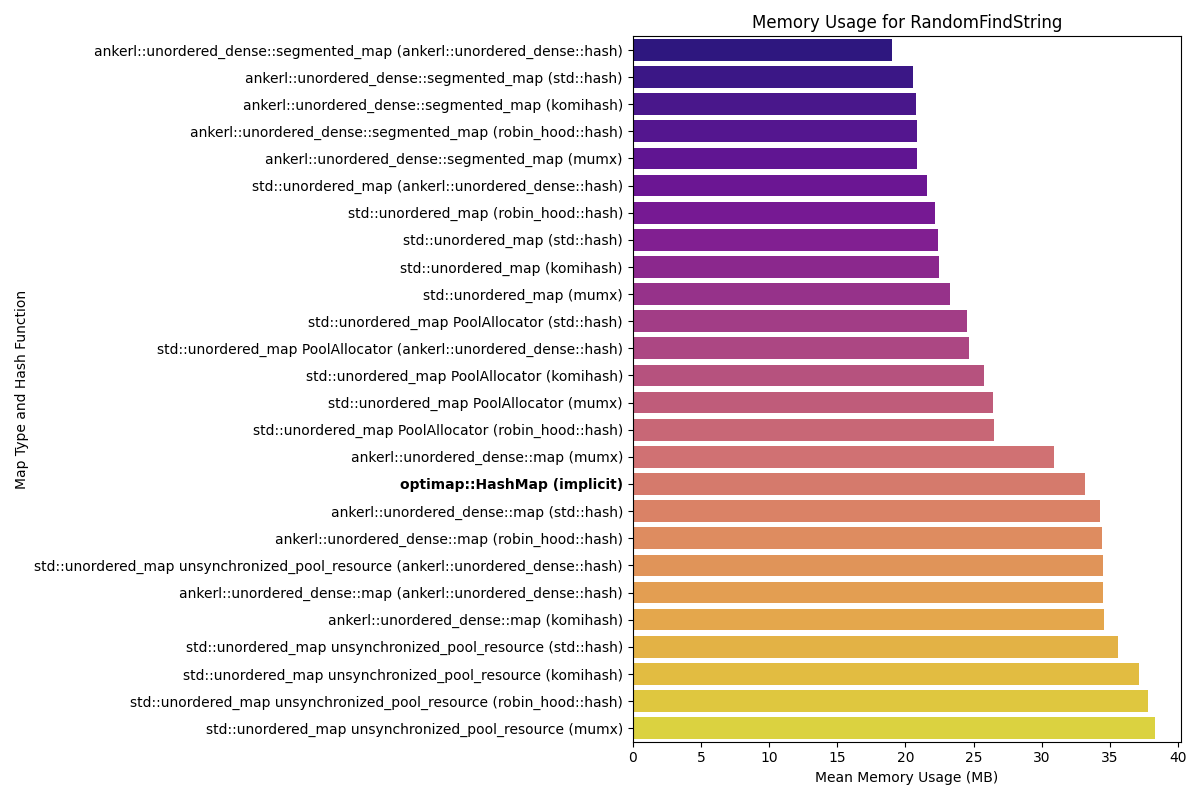 Memory Usage for RandomFindString
ankerl::unordered_dense::segmented_map (ankerl::unordered_dense::hash)
ankerl::unordered_dense::segmented_map (std::hash)
ankerl::unordered_dense::segmented_map (komihash)
ankerl::unordered_dense::segmented_map (robin_hood::hash)
ankerl::unordered_dense::segmented_map (mumx)
std::unordered_map (ankerl::unordered_dense::hash)
std::unordered_map (robin_hood::hash)
std::unordered_map (std::hash)
std::unordered_map (komihash)
std::unordered_map (mumx)
std::unordered_map PoolAllocator (std::hash)
std::unordered_map PoolAllocator (ankerl::unordered_dense::hash)
std::unordered_map PoolAllocator (komihash)
std::unordered_map PoolAllocator (mumx)
std::unordered_map PoolAllocator (robin_hood::hash)
ankerl::unordered_dense::map (mumx)
optimap::HashMap (implicit)
ankerl::unordered_dense::map (std::hash)
ankerl::unordered_dense::map (robin_hood::hash)
std::unordered_map unsynchronized_pool_resource (ankerl::unordered_dense::hash)
ankerl::unordered_dense::map (ankerl::unordered_dense::hash)
ankerl::unordered_dense::map (komihash)
std::unordered_map unsynchronized_pool_resource (std::hash)
std::unordered_map unsynchronized_pool_resource (komihash)
std::unordered_map unsynchronized_pool_resource (robin_hood::hash)
std::unordered_map unsynchronized_pool_resource (mumx)
Map Type and Hash Function
0 5 10 15 20 25 30 35 40
Mean Memory Usage (MB)